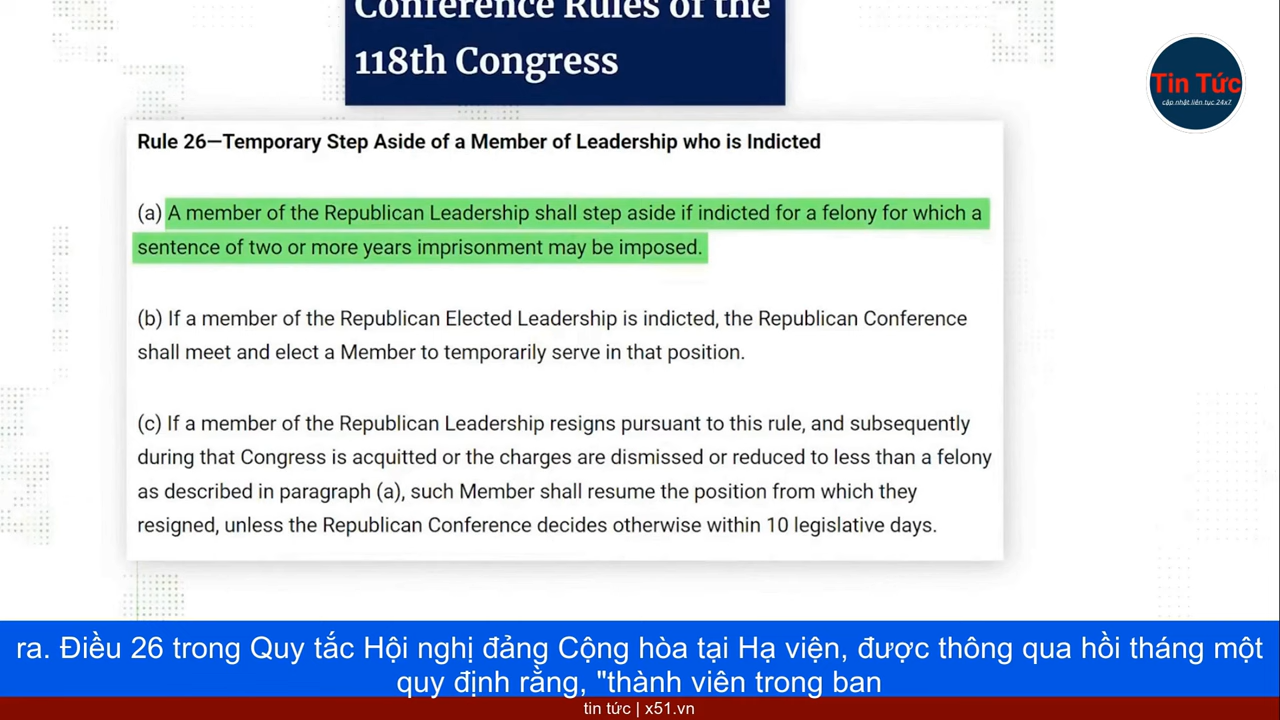 Conference Rules of the
118th Congress
Tin Tức
cập.nhật.liên.tục.24x7
Rule 26—Temporary Step Aside of a Member of Leadership who is Indicted
(a) A member of the Republican Leadership shall step aside if indicted for a felony for which a
sentence of two or more years imprisonment may be imposed.
(b) If a member of the Republican Elected Leadership is indicted, the Republican Conference
shall meet and elect a Member to temporarily serve in that position.
(c) If a member of the Republican Leadership resigns pursuant to this rule, and subsequently
during that Congress is acquitted or the charges are dismissed or reduced to less than a felony
as described in paragraph (a), such Member shall resume the position from which they
resigned, unless the Republican Conference decides otherwise within 10 legislative days.
ra. Điều 26 trong Quy tắc Hội nghị đảng Cộng hòa tại Hạ viện, được thông qua hồi tháng một
quy định rằng, "thành viên trong ban
tin tức | x51.vn